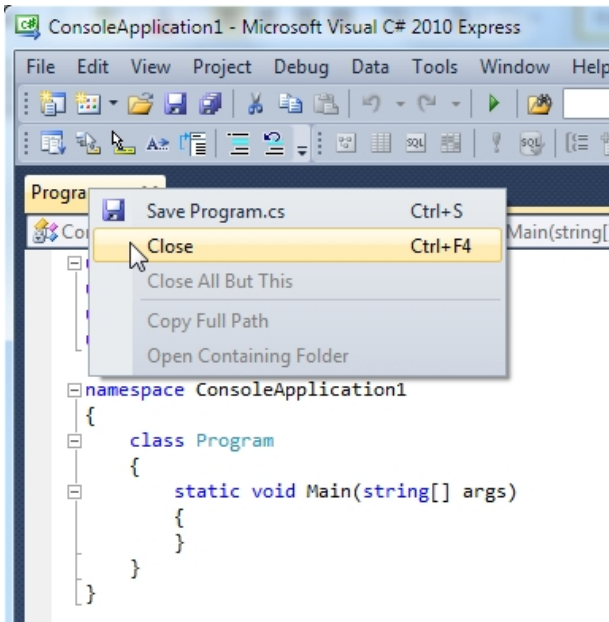 ConsoleApplication1 - Microsoft Visual C# 2010 Express
File Edit View Project Debug Data Tools Window Help
Progra
Save Program.cs Ctrl+S
Co Main(string[
Close Ctrl+F4
Close All But This
Copy Full Path
Open Containing Folder
namespace ConsoleApplication1
{
class Program
{
static void Main(string[] args)
{
}
}
}